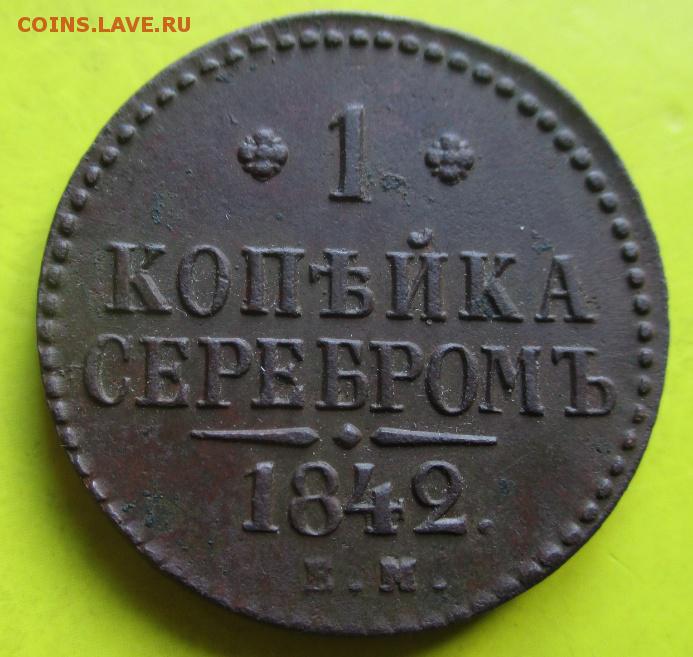 COINS.LAVE.RU
1
КОПѢЙКА
СЕРЕБРОМЪ
1842.
Е.М.